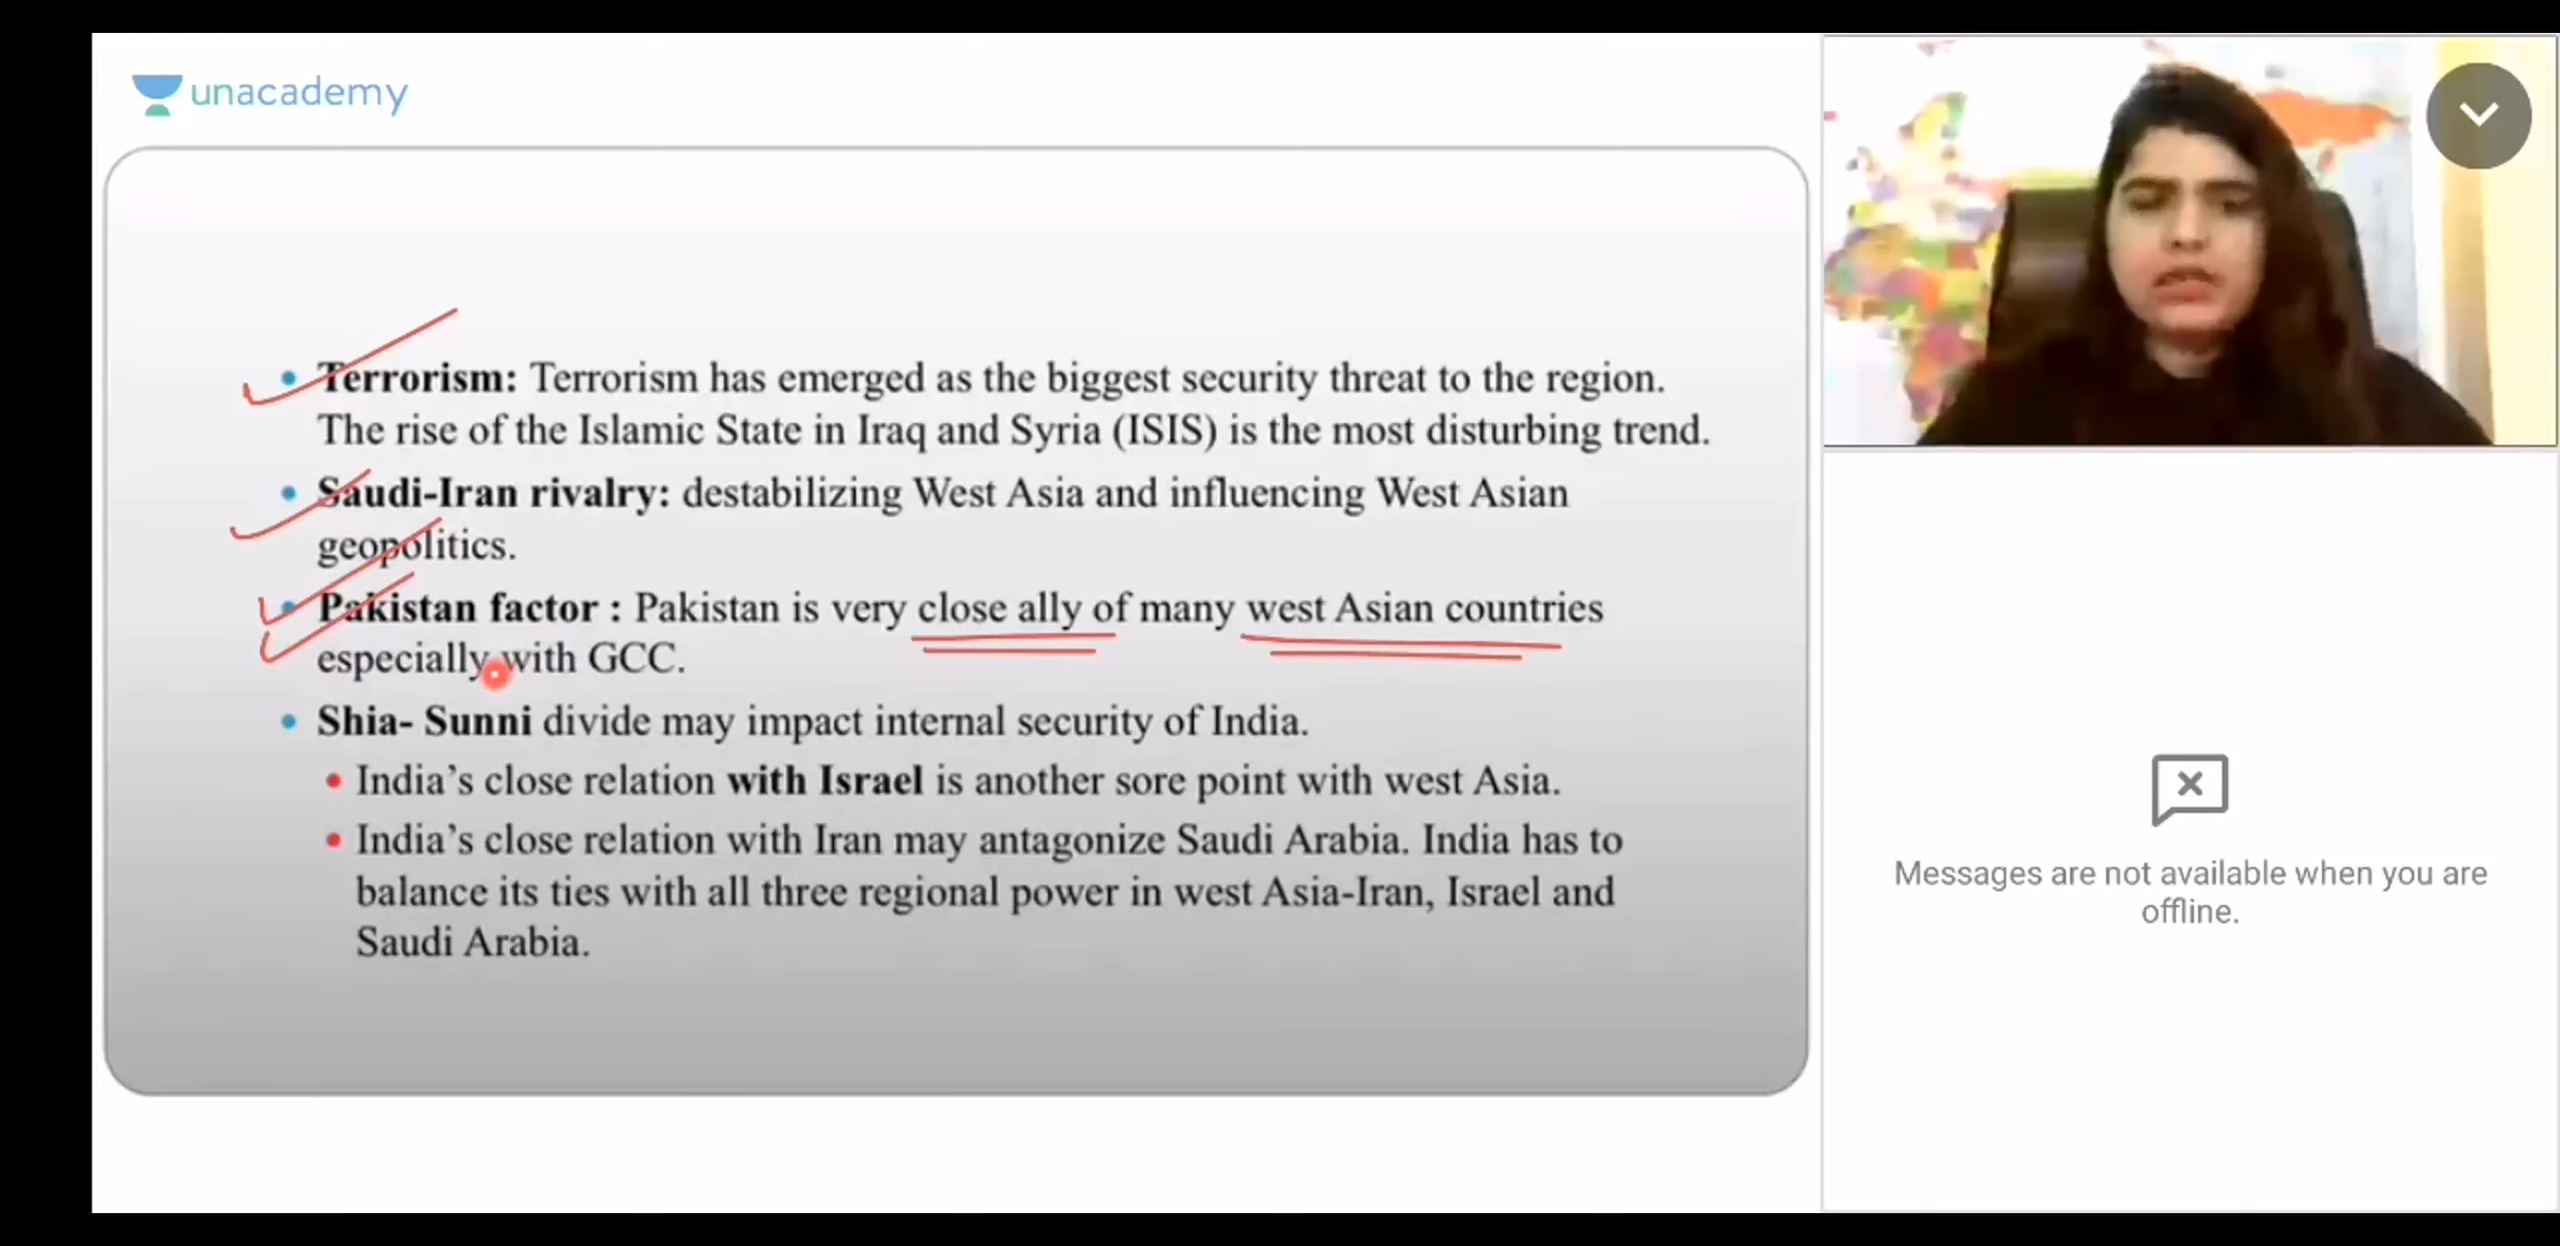 unacademy
• Terrorism: Terrorism has emerged as the biggest security threat to the region.
The rise of the Islamic State in Iraq and Syria (ISIS) is the most disturbing trend.
• Saudi-Iran rivalry: destabilizing West Asia and influencing West Asian
geopolitics.
• Pakistan factor : Pakistan is very close ally of many west Asian countries
especially with GCC.
• Shia- Sunni divide may impact internal security of India.
• India’s close relation with Israel is another sore point with west Asia.
• India’s close relation with Iran may antagonize Saudi Arabia. India has to
balance its ties with all three regional power in west Asia-Iran, Israel and
Saudi Arabia.
Messages are not available when you are
offline.